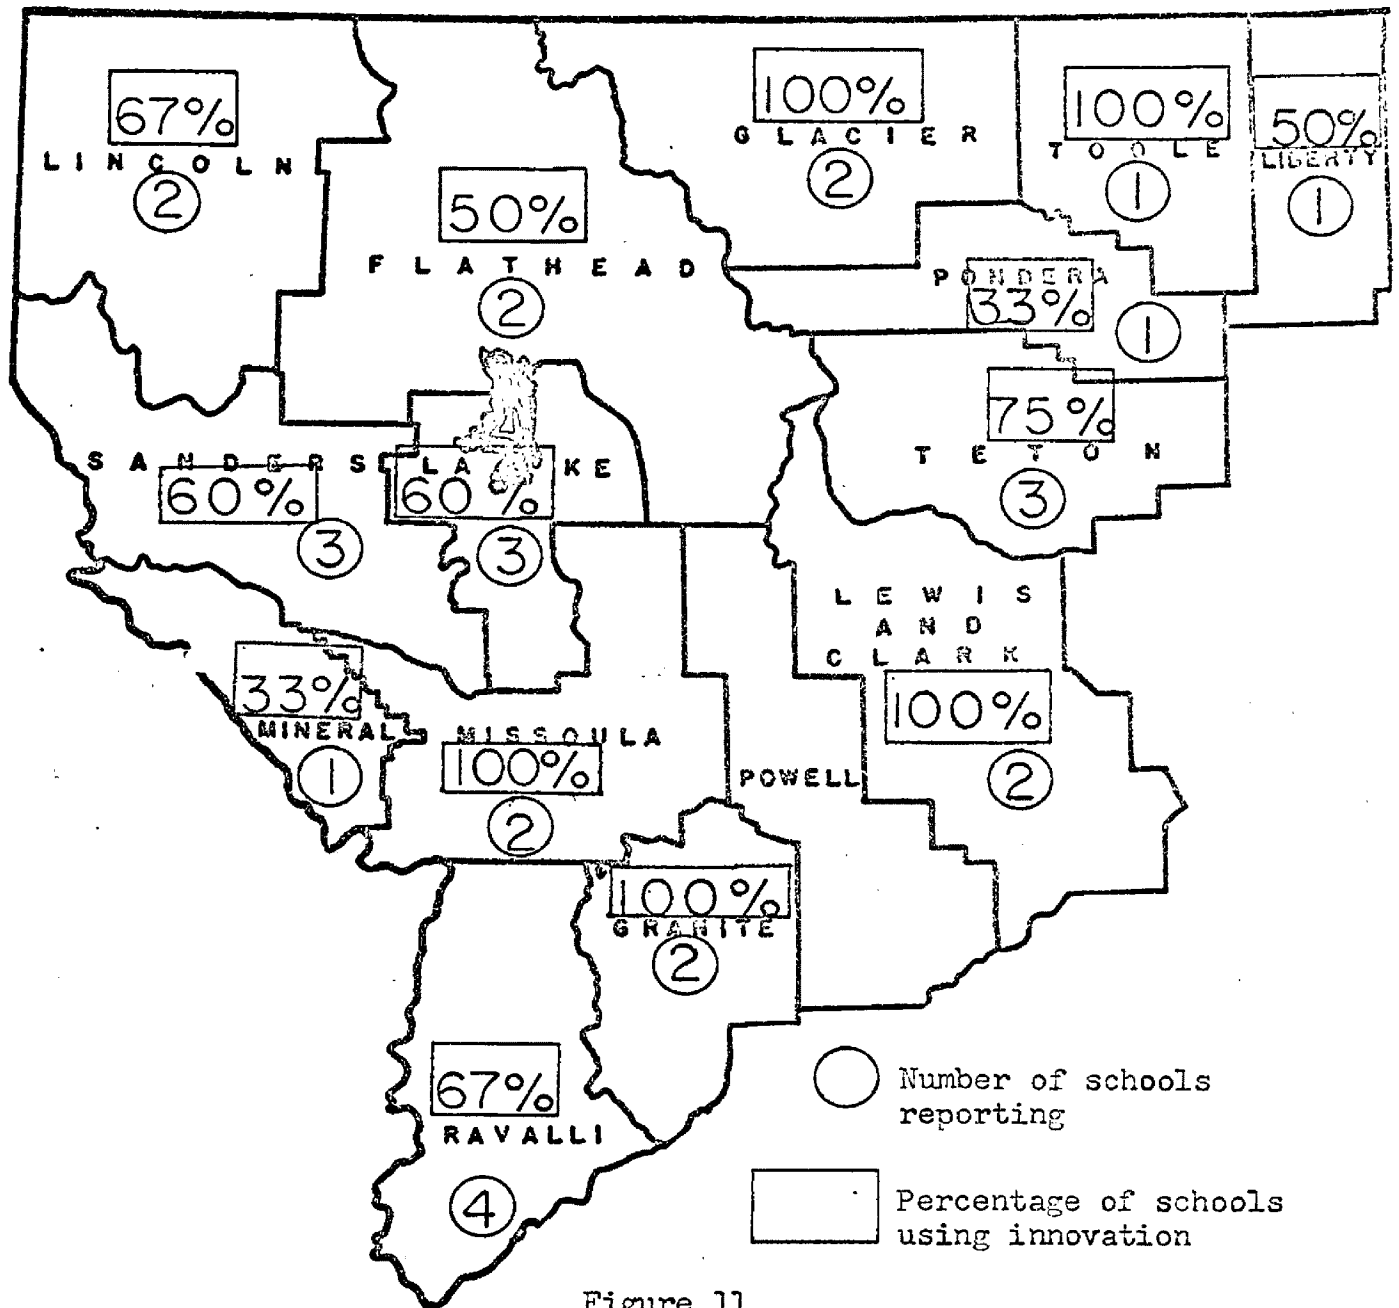 67%
LINCOLN
2
50%
FLATHEAD
2
100%
GLACIER
2
100%
TOOLE
1
50%
LIBERTY
1
PONDERA
33%
1
75%
TETON
3
SANDERS
60%
3
LAKE
60%
3
LEWIS
AND
CLARK
100%
2
33%
MINERAL
1
MISSOULA
100%
2
POWELL
100%
GRANITE
2
67%
RAVALLI
4
Number of schools
reporting
Percentage of schools
using innovation
Figure 11